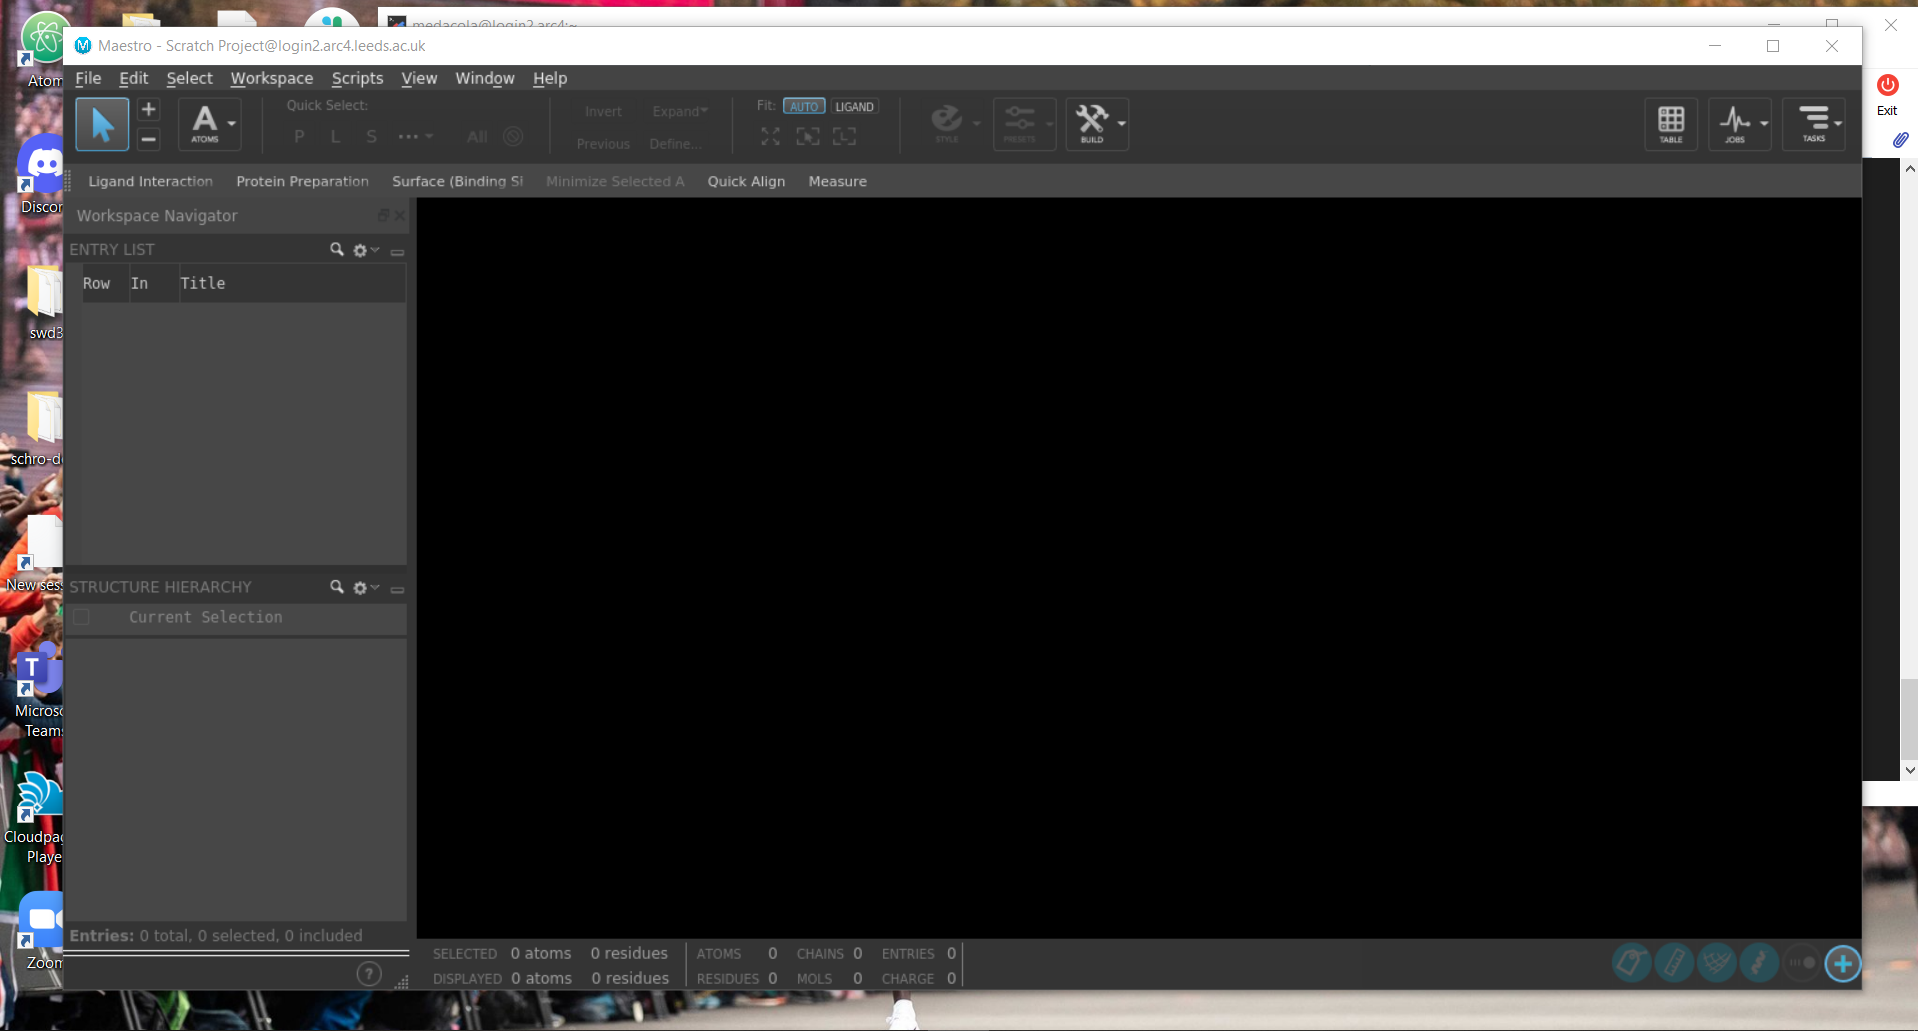 medacola@login2.arc4:~
Maestro - Scratch Project@login2.arc4.leeds.ac.uk
File Edit Select Workspace Scripts View Window Help
Quick Select:
P L S ... All
A
ATOMS
Invert Expand
Previous Define...
Fit: AUTO LIGAND
STYLE
PRESETS
BUILD
TABLE
JOBS
TASKS
Exit
Ligand Interaction Protein Preparation Surface (Binding Si Minimize Selected A Quick Align Measure
Workspace Navigator
ENTRY LIST
Row In Title
STRUCTURE HIERARCHY
Current Selection
Entries: 0 total, 0 selected, 0 included
?
SELECTED 0 atoms 0 residues ATOMS 0 CHAINS 0 ENTRIES 0
DISPLAYED 0 atoms 0 residues RESIDUES 0 MOLS 0 CHARGE 0
Atom
Discor
swd3
schro-d
New ses
T
Microso
Teams
Cloudpag
Playe
Zoom